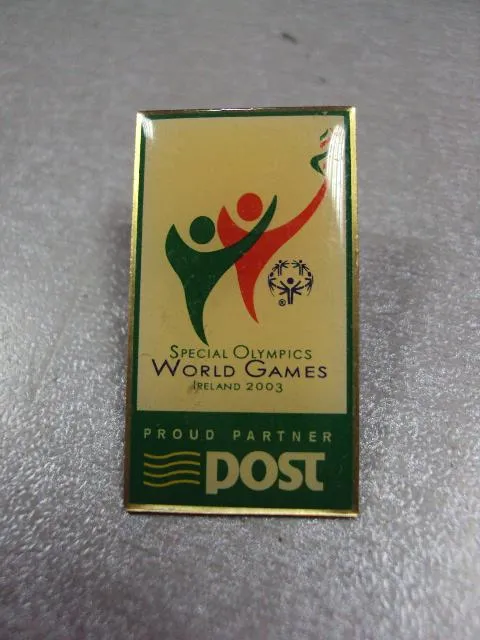 ®
SPECIAL OLYMPICS
WORLD GAMES
IRELAND 2003
PROUD PARTNER
post